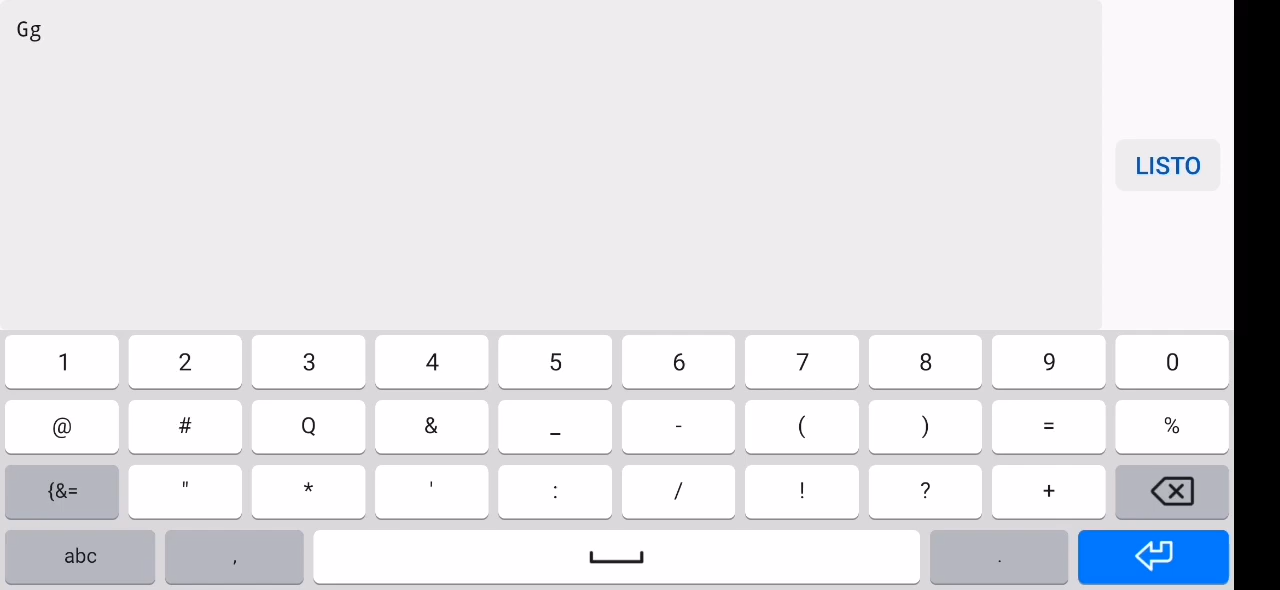 Gg
LISTO
1 2 3 4 5 6 7 8 9 0
@ # Q & _ - ( ) = %
{&= " * ' : / ! ? +
abc , .